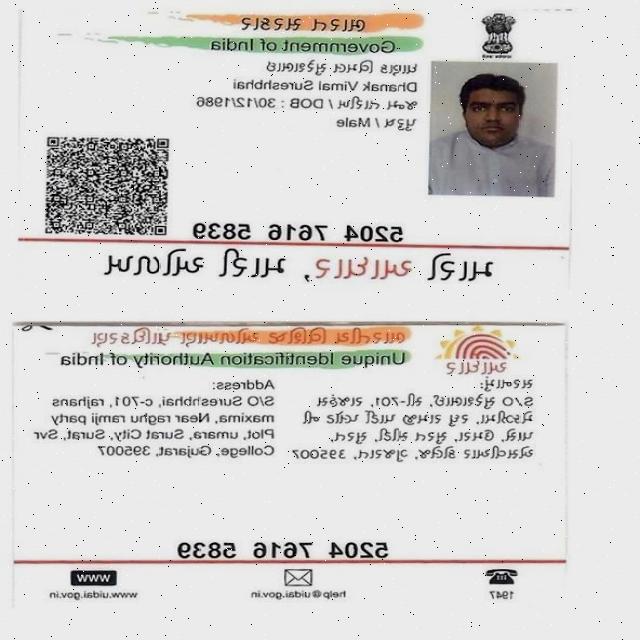 ભારત સરકાર
Government of India
ધાણક વિમલ સુરેશભાઇ
Dhanak Vimal Sureshbhai
જન્મ તારીખ / DOB : 30/12/1986
પુરુષ / Male
5204 7616 5839
મારો આધાર, મારી ઓળખ
ભારતીય વિશિષ્ટ ઓળખાણ પ્રાધિકરણ
Unique Identification Authority of India
આધાર
સરનામું:
S/O સુરેશભાઇ, સી-701, રાજહંસ
મેક્ષીમા, રઘુ રામજી પાર્ટી પ્લોટ ની
પાસે, ઉમરા, સુરત સીટી, સુરત,
એસવીઆર કોલેજ, ગુજરાત, 395007
Address:
S/O Sureshbhai, c-701, rajhans
maxima, Near raghu ramji party
Plot, umara, Surat City, Surat, Svr
College, Gujarat, 395007
5204 7616 5839
1947
help@uidai.gov.in
www
www.uidai.gov.in